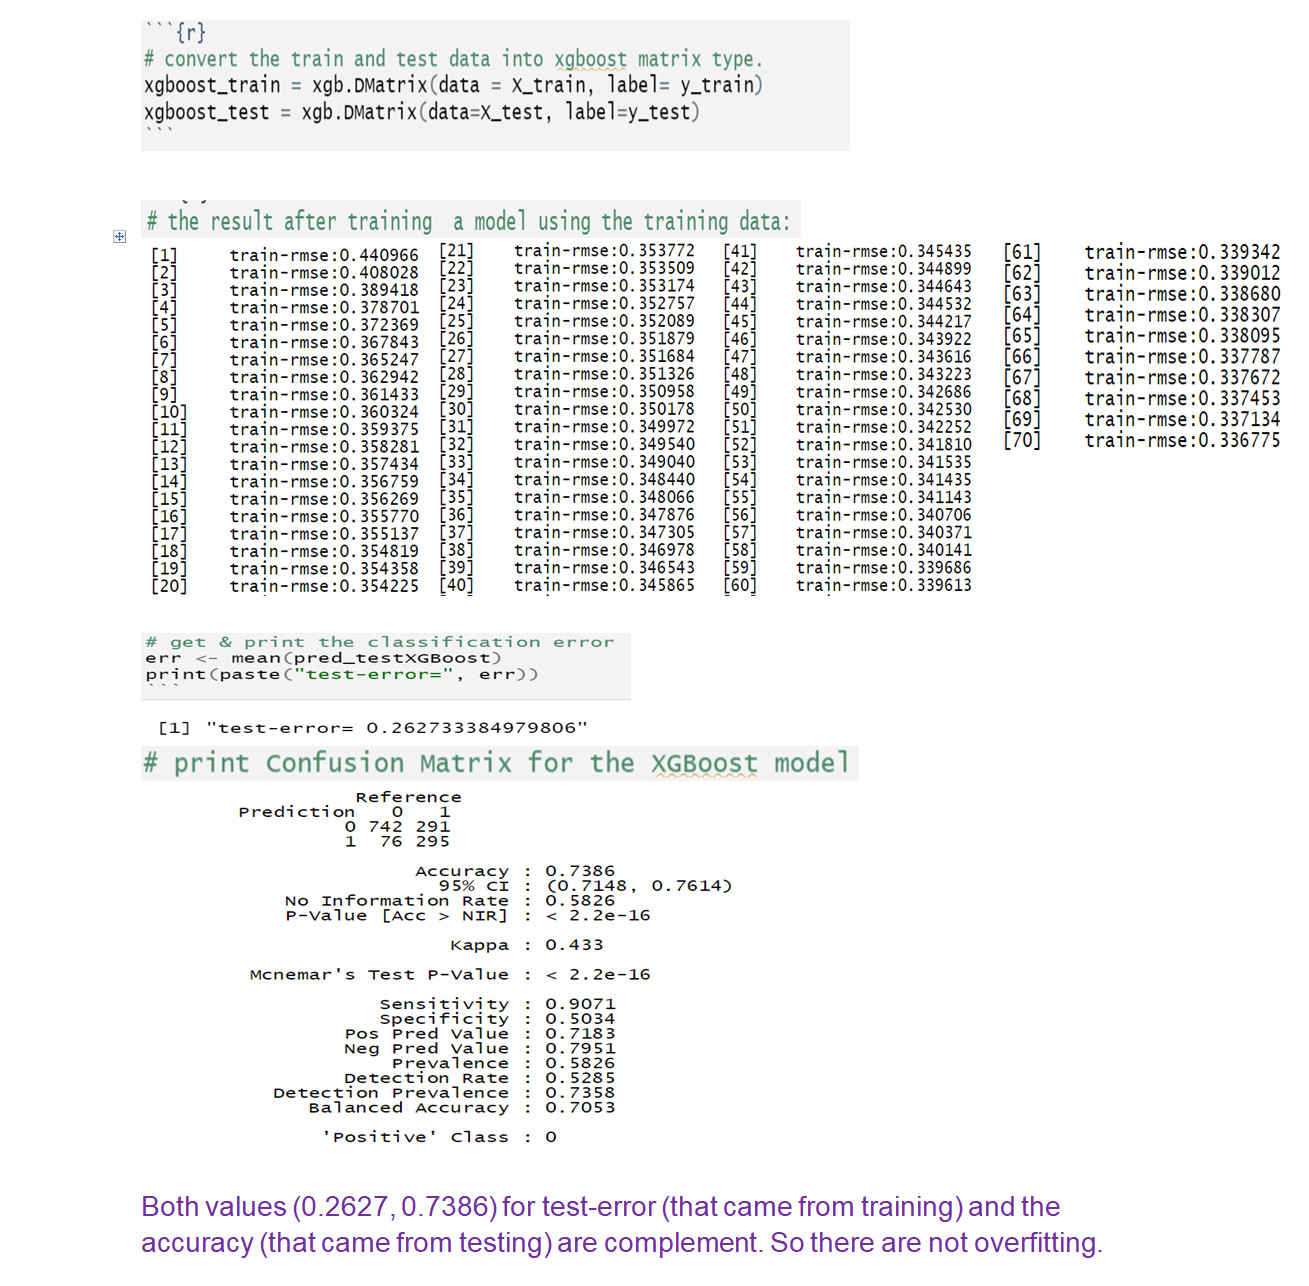 ```{r}
# convert the train and test data into xgboost matrix type.
xgboost_train = xgb.DMatrix(data = X_train, label= y_train)
xgboost_test = xgb.DMatrix(data=X_test, label=y_test)
```
# the result after training  a model using the training data:
[1] train-rmse:0.440966
[2] train-rmse:0.408028
[3] train-rmse:0.389418
[4] train-rmse:0.378701
[5] train-rmse:0.372369
[6] train-rmse:0.367843
[7] train-rmse:0.365247
[8] train-rmse:0.362942
[9] train-rmse:0.361433
[10] train-rmse:0.360324
[11] train-rmse:0.359375
[12] train-rmse:0.358281
[13] train-rmse:0.357434
[14] train-rmse:0.356759
[15] train-rmse:0.356269
[16] train-rmse:0.355770
[17] train-rmse:0.355137
[18] train-rmse:0.354819
[19] train-rmse:0.354358
[20] train-rmse:0.354225
[21] train-rmse:0.353772
[22] train-rmse:0.353509
[23] train-rmse:0.353174
[24] train-rmse:0.352757
[25] train-rmse:0.352089
[26] train-rmse:0.351879
[27] train-rmse:0.351684
[28] train-rmse:0.351326
[29] train-rmse:0.350958
[30] train-rmse:0.350178
[31] train-rmse:0.349972
[32] train-rmse:0.349540
[33] train-rmse:0.349040
[34] train-rmse:0.348440
[35] train-rmse:0.348066
[36] train-rmse:0.347876
[37] train-rmse:0.347305
[38] train-rmse:0.346978
[39] train-rmse:0.346543
[40] train-rmse:0.345865
[41] train-rmse:0.345435
[42] train-rmse:0.344899
[43] train-rmse:0.344643
[44] train-rmse:0.344532
[45] train-rmse:0.344217
[46] train-rmse:0.343922
[47] train-rmse:0.343616
[48] train-rmse:0.343223
[49] train-rmse:0.342686
[50] train-rmse:0.342530
[51] train-rmse:0.342252
[52] train-rmse:0.341810
[53] train-rmse:0.341535
[54] train-rmse:0.341435
[55] train-rmse:0.341143
[56] train-rmse:0.340706
[57] train-rmse:0.340371
[58] train-rmse:0.340141
[59] train-rmse:0.339686
[60] train-rmse:0.339613
[61] train-rmse:0.339342
[62] train-rmse:0.339012
[63] train-rmse:0.338680
[64] train-rmse:0.338307
[65] train-rmse:0.338095
[66] train-rmse:0.337787
[67] train-rmse:0.337672
[68] train-rmse:0.337453
[69] train-rmse:0.337134
[70] train-rmse:0.336775
# get & print the classification error
err <- mean(pred_testXGBoost)
print(paste("test-error=", err))
```
[1] "test-error= 0.262733384979806"
# print Confusion Matrix for the XGBoost model
Reference
Prediction 0 1
0 742 291
1 76 295
Accuracy : 0.7386
95% CI : (0.7148, 0.7614)
No Information Rate : 0.5826
P-Value [Acc > NIR] : < 2.2e-16
Kappa : 0.433
Mcnemar's Test P-Value : < 2.2e-16
Sensitivity : 0.9071
Specificity : 0.5034
Pos Pred Value : 0.7183
Neg Pred Value : 0.7951
Prevalence : 0.5826
Detection Rate : 0.5285
Detection Prevalence : 0.7358
Balanced Accuracy : 0.7053
'Positive' Class : 0
Both values (0.2627, 0.7386) for test-error (that came from training) and the
accuracy (that came from testing) are complement. So there are not overfitting.